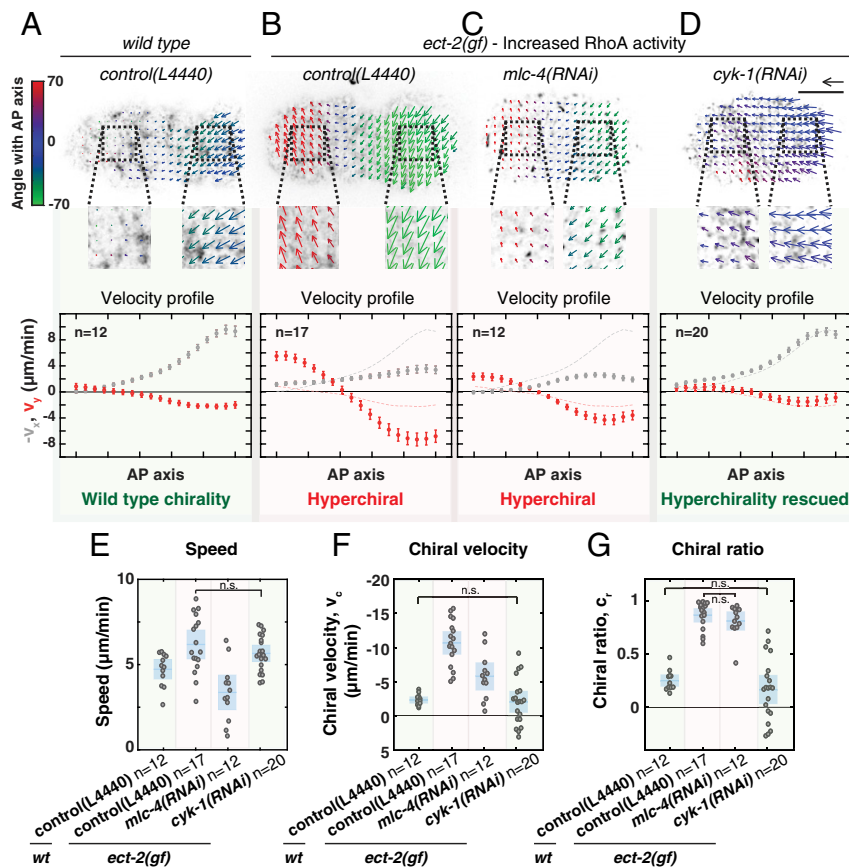 A B C D
wild type
ect-2(gf) - Increased RhoA activity
control(L4440) control(L4440) mlc-4(RNAi) cyk-1(RNAi)
Angle with AP axis
70
0
-70
Velocity profile Velocity profile Velocity profile Velocity profile
n=12 n=17 n=12 n=20
-vx, vy (μm/min)
8
4
0
-4
-8
AP axis AP axis AP axis AP axis
Wild type chirality Hyperchiral Hyperchiral Hyperchirality rescued
E Speed
n.s.
Speed (μm/min)
10
5
0
control(L4440) n=12
control(L4440) n=17
mlc-4(RNAi) n=12
cyk-1(RNAi) n=20
wt ect-2(gf)
F Chiral velocity
n.s.
Chiral velocity, vc
(μm/min)
-20
-15
-10
-5
0
5
control(L4440) n=12
control(L4440) n=17
mlc-4(RNAi) n=12
cyk-1(RNAi) n=20
wt ect-2(gf)
G Chiral ratio
n.s.
n.s.
Chiral ratio, cr
1
0.5
0
control(L4440) n=12
control(L4440) n=17
mlc-4(RNAi) n=12
cyk-1(RNAi) n=20
wt ect-2(gf)